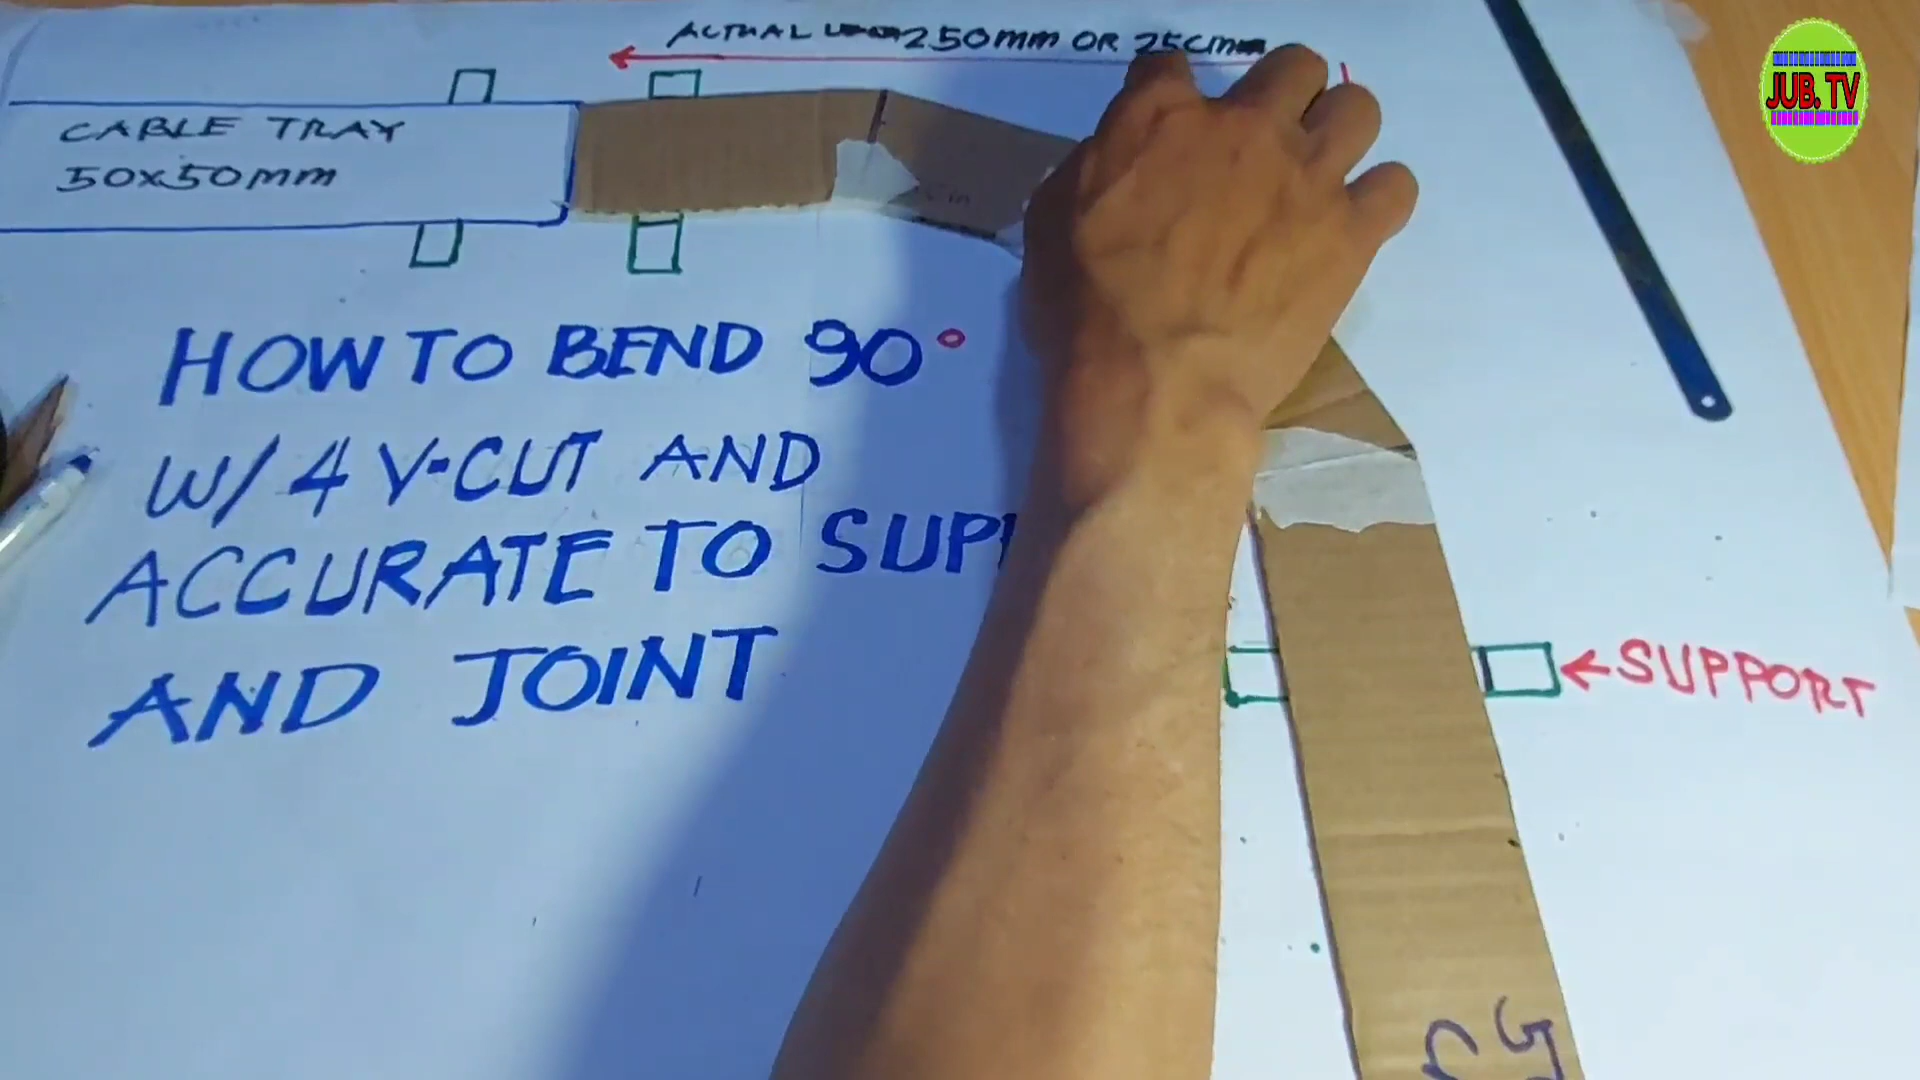 ACTUAL 250mm OR 25cm
JUB. TV
CABLE TRAY
50x50mm
HOW TO BEND 90°
W/ 4 V-CUT AND
ACCURATE TO SUPP
AND JOINT
←SUPPORT